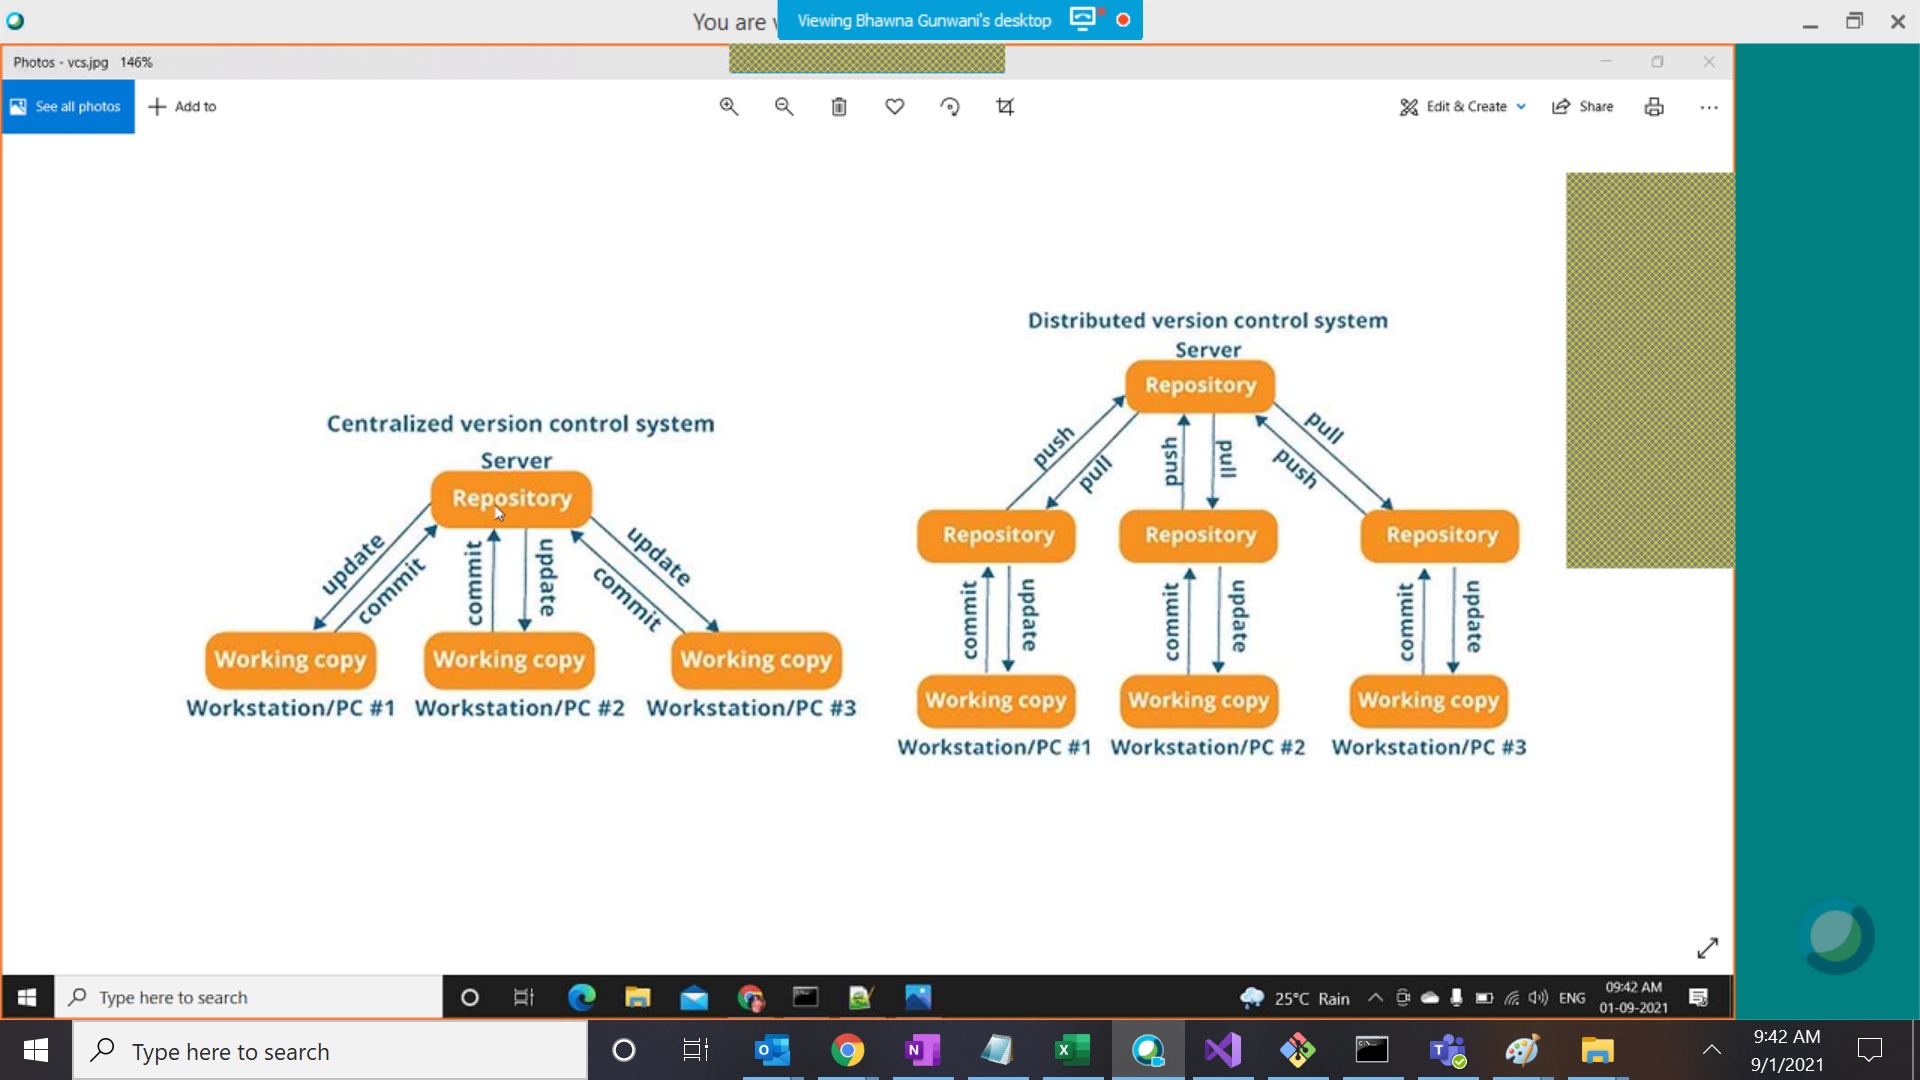 You are v
Viewing Bhawna Gunwani's desktop
Photos - vcs.jpg 146%
See all photos
Add to
Edit & Create
Share
Distributed version control system
Server
Repository
push
pull
push
pull
pull
push
Repository
Repository
Repository
commit
update
commit
update
commit
update
Working copy
Working copy
Working copy
Workstation/PC #1
Workstation/PC #2
Workstation/PC #3
Centralized version control system
Server
Repository
update
commit
commit
update
update
commit
Working copy
Working copy
Working copy
Workstation/PC #1
Workstation/PC #2
Workstation/PC #3
Type here to search
25°C Rain
ENG
09:42 AM
01-09-2021
Type here to search
9:42 AM
9/1/2021